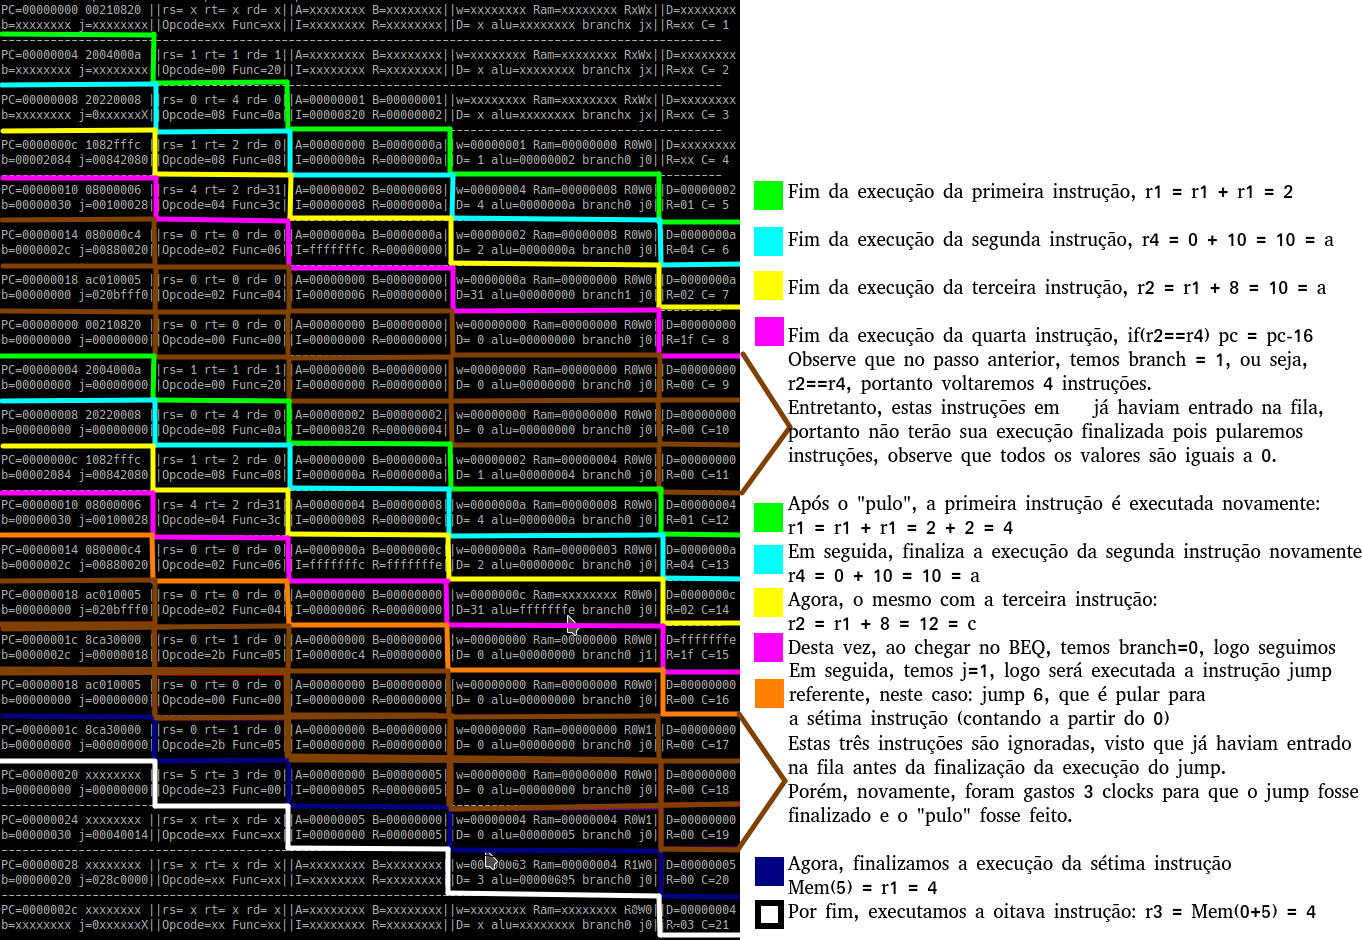 PC=00000000 00210820 ||rs= x rt= x rd= x||A=xxxxxxxx B=xxxxxxxx||w=xxxxxxxx Ram=xxxxxxxx RxWx||D=xxxxxxxx
b=xxxxxxxx j=xxxxxxxx||Opcode=xx Func=xx||I=xxxxxxxx R=xxxxxxxx||D= x alu=xxxxxxxx branchx jx||R=xx C= 1
PC=00000004 2004000a ||rs= 1 rt= 1 rd= 1||A=xxxxxxxx B=xxxxxxxx||w=xxxxxxxx Ram=xxxxxxxx RxWx||D=xxxxxxxx
b=xxxxxxxx j=xxxxxxxx||Opcode=00 Func=20||I=xxxxxxxx R=xxxxxxxx||D= x alu=xxxxxxxx branchx jx||R=xx C= 2
PC=00000008 20220008 ||rs= 0 rt= 4 rd= 0||A=00000001 B=00000001||w=xxxxxxxx Ram=xxxxxxxx RxWx||D=xxxxxxxx
b=xxxxxxxx j=0xxxxxxX||Opcode=08 Func=0a||I=00000820 R=00000002||D= x alu=xxxxxxxx branchx jx||R=xx C= 3
PC=0000000c 1082fffc ||rs= 1 rt= 2 rd= 0||A=00000000 B=0000000a||w=00000001 Ram=00000000 R0W0||D=xxxxxxxx
b=00002084 j=00842080||Opcode=08 Func=08||I=0000000a R=0000000a||D= 1 alu=00000002 branch0 j0||R=xx C= 4
PC=00000010 08000006 ||rs= 4 rt= 2 rd=31||A=00000002 B=00000008||w=00000004 Ram=00000008 R0W0||D=00000002
b=00000030 j=00100028||Opcode=04 Func=3c||I=00000008 R=0000000a||D= 4 alu=0000000a branch0 j0||R=01 C= 5
PC=00000014 080000c4 ||rs= 0 rt= 0 rd= 0||A=0000000a B=0000000a||w=00000002 Ram=00000008 R0W0||D=0000000a
b=0000002c j=00880020||Opcode=02 Func=06||I=fffffffc R=00000000||D= 2 alu=0000000a branch0 j0||R=04 C= 6
PC=00000018 ac010005 ||rs= 0 rt= 0 rd= 0||A=00000000 B=00000000||w=0000000a Ram=00000000 R0W0||D=0000000a
b=00000000 j=020bfff0||Opcode=02 Func=04||I=00000006 R=00000000||D=31 alu=00000000 branch1 j0||R=02 C= 7
PC=00000000 00210820 ||rs= 0 rt= 0 rd= 0||A=00000000 B=00000000||w=00000000 Ram=00000000 R0W0||D=00000000
b=00000000 j=00000000||Opcode=00 Func=00||I=00000000 R=00000000||D= 0 alu=00000000 branch0 j0||R=1f C= 8
PC=00000004 2004000a ||rs= 1 rt= 1 rd= 1||A=00000000 B=00000000||w=00000000 Ram=00000000 R0W0||D=00000000
b=00000000 j=00000000||Opcode=00 Func=20||I=00000000 R=00000000||D= 0 alu=00000000 branch0 j0||R=00 C= 9
PC=00000008 20220008 ||rs= 0 rt= 4 rd= 0||A=00000002 B=00000002||w=00000000 Ram=00000000 R0W0||D=00000000
b=00000000 j=00000000||Opcode=08 Func=0a||I=00000820 R=00000004||D= 0 alu=00000000 branch0 j0||R=00 C=10
PC=0000000c 1082fffc ||rs= 1 rt= 2 rd= 0||A=00000000 B=0000000a||w=00000002 Ram=00000004 R0W0||D=00000000
b=00002084 j=00842080||Opcode=08 Func=08||I=0000000a R=0000000a||D= 1 alu=00000004 branch0 j0||R=00 C=11
PC=00000010 08000006 ||rs= 4 rt= 2 rd=31||A=00000004 B=00000008||w=0000000a Ram=00000008 R0W0||D=00000004
b=00000030 j=00100028||Opcode=04 Func=3c||I=00000008 R=0000000c||D= 4 alu=0000000a branch0 j0||R=01 C=12
PC=00000014 080000c4 ||rs= 0 rt= 0 rd= 0||A=0000000a B=0000000c||w=0000000a Ram=00000003 R0W0||D=0000000a
b=0000002c j=00880020||Opcode=02 Func=06||I=fffffffc R=fffffffe||D= 2 alu=0000000c branch0 j0||R=04 C=13
PC=00000018 ac010005 ||rs= 0 rt= 0 rd= 0||A=00000000 B=00000000||w=0000000c Ram=xxxxxxxx R0W0||D=0000000c
b=00000000 j=020bfff0||Opcode=02 Func=04||I=00000006 R=00000000||D=31 alu=fffffffe branch0 j0||R=02 C=14
PC=0000001c 8ca30000 ||rs= 0 rt= 1 rd= 0||A=00000000 B=00000000||w=00000000 Ram=00000000 R0W0||D=fffffffe
b=0000002c j=00000018||Opcode=2b Func=05||I=000000c4 R=00000000||D= 0 alu=00000000 branch0 j1||R=1f C=15
PC=00000018 ac010005 ||rs= 0 rt= 0 rd= 0||A=00000000 B=00000000||w=00000000 Ram=00000000 R0W0||D=00000000
b=00000000 j=00000000||Opcode=00 Func=00||I=00000000 R=00000000||D= 0 alu=00000000 branch0 j0||R=00 C=16
PC=0000001c 8ca30000 ||rs= 0 rt= 1 rd= 0||A=00000000 B=00000000||w=00000000 Ram=00000000 R0W1||D=00000000
b=00000000 j=00000000||Opcode=2b Func=05||I=00000000 R=00000000||D= 0 alu=00000000 branch0 j0||R=00 C=17
PC=00000020 xxxxxxxx ||rs= 5 rt= 3 rd= 0||A=00000000 B=00000005||w=00000000 Ram=00000000 R0W0||D=00000000
b=00000000 j=00000000||Opcode=23 Func=00||I=00000005 R=00000005||D= 0 alu=00000000 branch0 j0||R=00 C=18
PC=00000024 xxxxxxxx ||rs= x rt= x rd= x||A=00000005 B=00000000||w=00000004 Ram=00000004 R0W1||D=00000000
b=00000030 j=00040014||Opcode=xx Func=xx||I=00000000 R=00000005||D= 0 alu=00000005 branch0 j0||R=00 C=19
PC=00000028 xxxxxxxx ||rs= x rt= x rd= x||A=xxxxxxxx B=xxxxxxxx||w=00000003 Ram=00000004 R1W0||D=00000005
b=00000020 j=028c0000||Opcode=xx Func=xx||I=xxxxxxxx R=xxxxxxxx||D= 3 alu=00000005 branch0 j0||R=00 C=20
PC=0000002c xxxxxxxx ||rs= x rt= x rd= x||A=xxxxxxxx B=xxxxxxxx||w=xxxxxxxx Ram=xxxxxxxx R0W0||D=00000004
b=xxxxxxxx j=0xxxxxxX||Opcode=xx Func=xx||I=xxxxxxxx R=xxxxxxxx||D= x alu=xxxxxxxx branch0 j0||R=03 C=21
Fim da execução da primeira instrução, r1 = r1 + r1 = 2
Fim da execução da segunda instrução, r4 = 0 + 10 = 10 = a
Fim da execução da terceira instrução, r2 = r1 + 8 = 10 = a
Fim da execução da quarta instrução, if(r2==r4) pc = pc-16
Observe que no passo anterior, temos branch = 1, ou seja,
r2==r4, portanto voltaremos 4 instruções.
Entretanto, estas instruções em já haviam entrado na fila,
portanto não terão sua execução finalizada pois pularemos
instruções, observe que todos os valores são iguais a 0.
Após o "pulo", a primeira instrução é executada novamente:
r1 = r1 + r1 = 2 + 2 = 4
Em seguida, finaliza a execução da segunda instrução novamente
r4 = 0 + 10 = 10 = a
Agora, o mesmo com a terceira instrução:
r2 = r1 + 8 = 12 = c
Desta vez, ao chegar no BEQ, temos branch=0, logo seguimos
Em seguida, temos j=1, logo será executada a instrução jump
referente, neste caso: jump 6, que é pular para
a sétima instrução (contando a partir do 0)
Estas três instruções são ignoradas, visto que já haviam entrado
na fila antes da finalização da execução do jump.
Porém, novamente, foram gastos 3 clocks para que o jump fosse
finalizado e o "pulo" fosse feito.
Agora, finalizamos a execução da sétima instrução
Mem(5) = r1 = 4
Por fim, executamos a oitava instrução: r3 = Mem(0+5) = 4